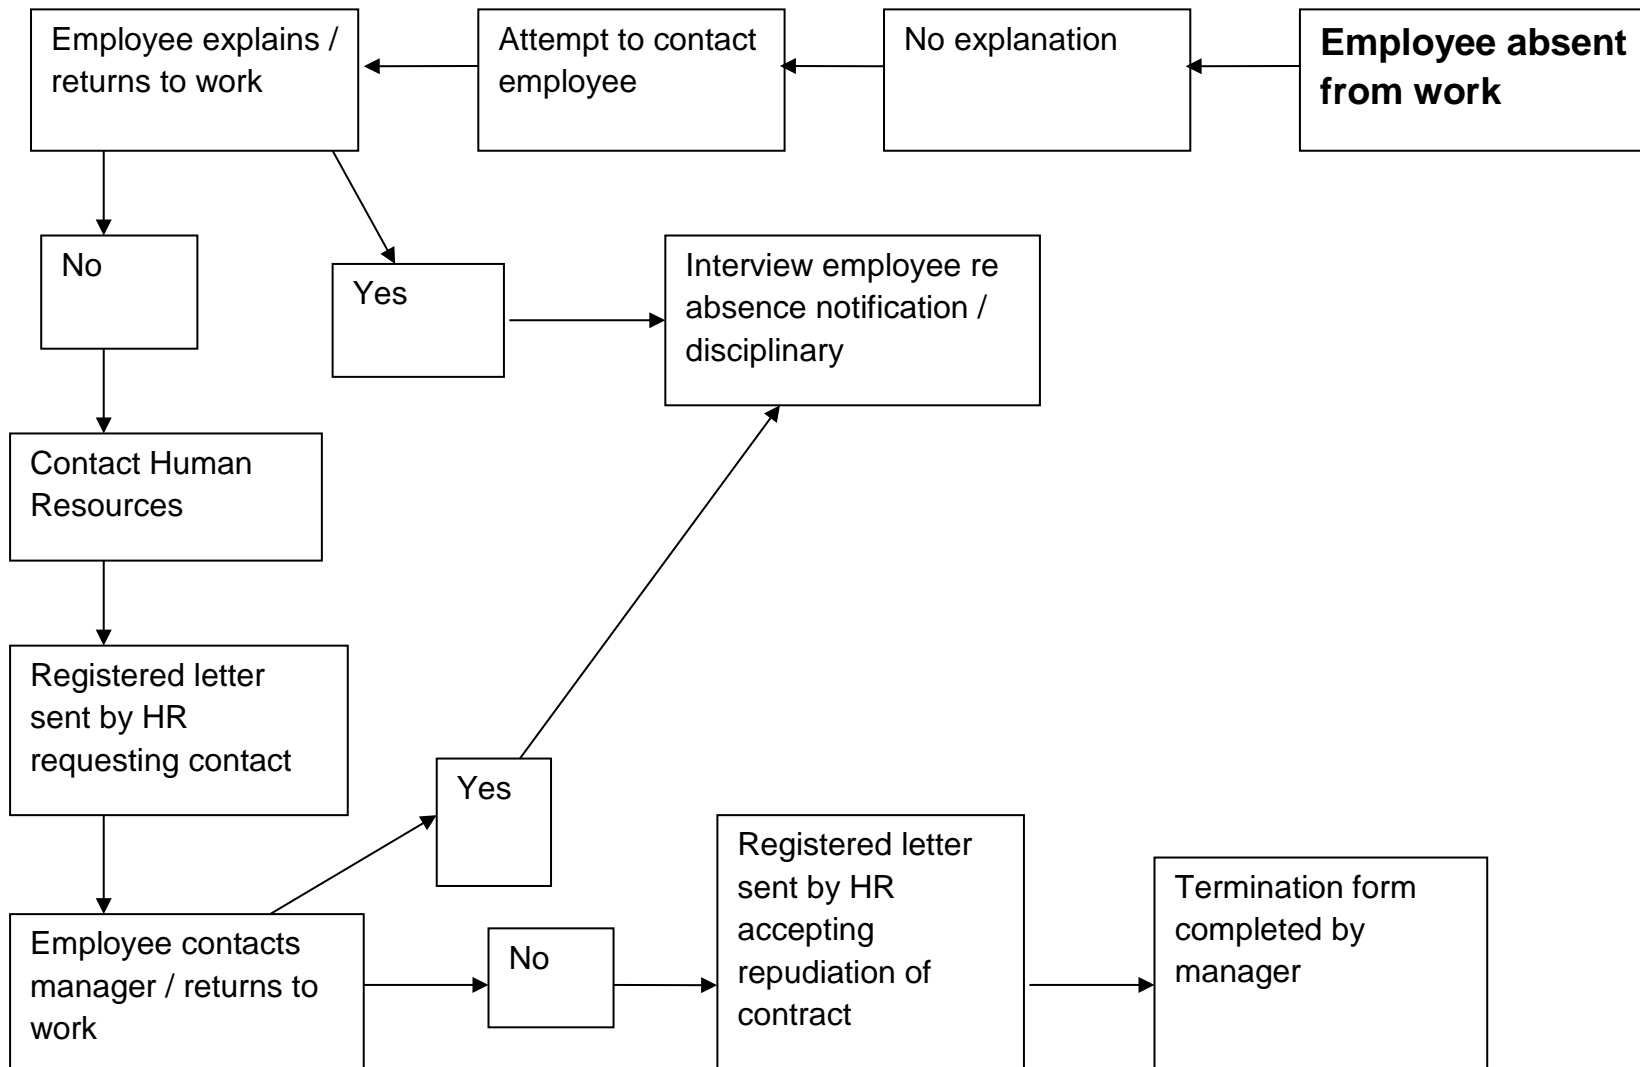 Employee explains /
returns to work
Attempt to contact
employee
No explanation
Employee absent
from work
No
Yes
Interview employee re
absence notification /
disciplinary
Contact Human
Resources
Registered letter
sent by HR
requesting contact
Yes
Employee contacts
manager / returns to
work
No
Registered letter
sent by HR
accepting
repudiation of
contract
Termination form
completed by
manager